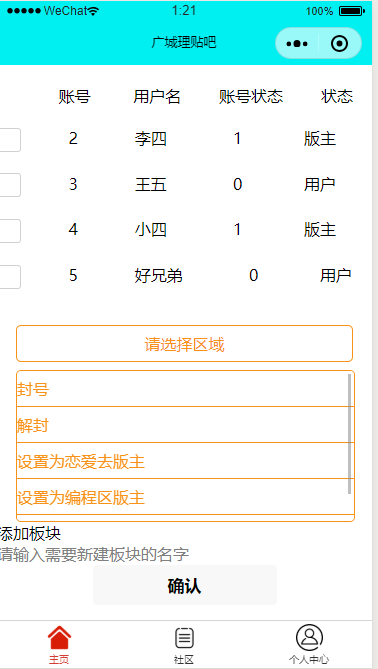 WeChat 1:21 100%
广城理贴吧
账号 用户名 账号状态 状态
2 李四 1 版主
3 王五 0 用户
4 小四 1 版主
5 好兄弟 0 用户
请选择区域
封号
解封
设置为恋爱去版主
设置为编程区版主
添加板块
请输入需要新建板块的名字
确认
主页 社区 个人中心